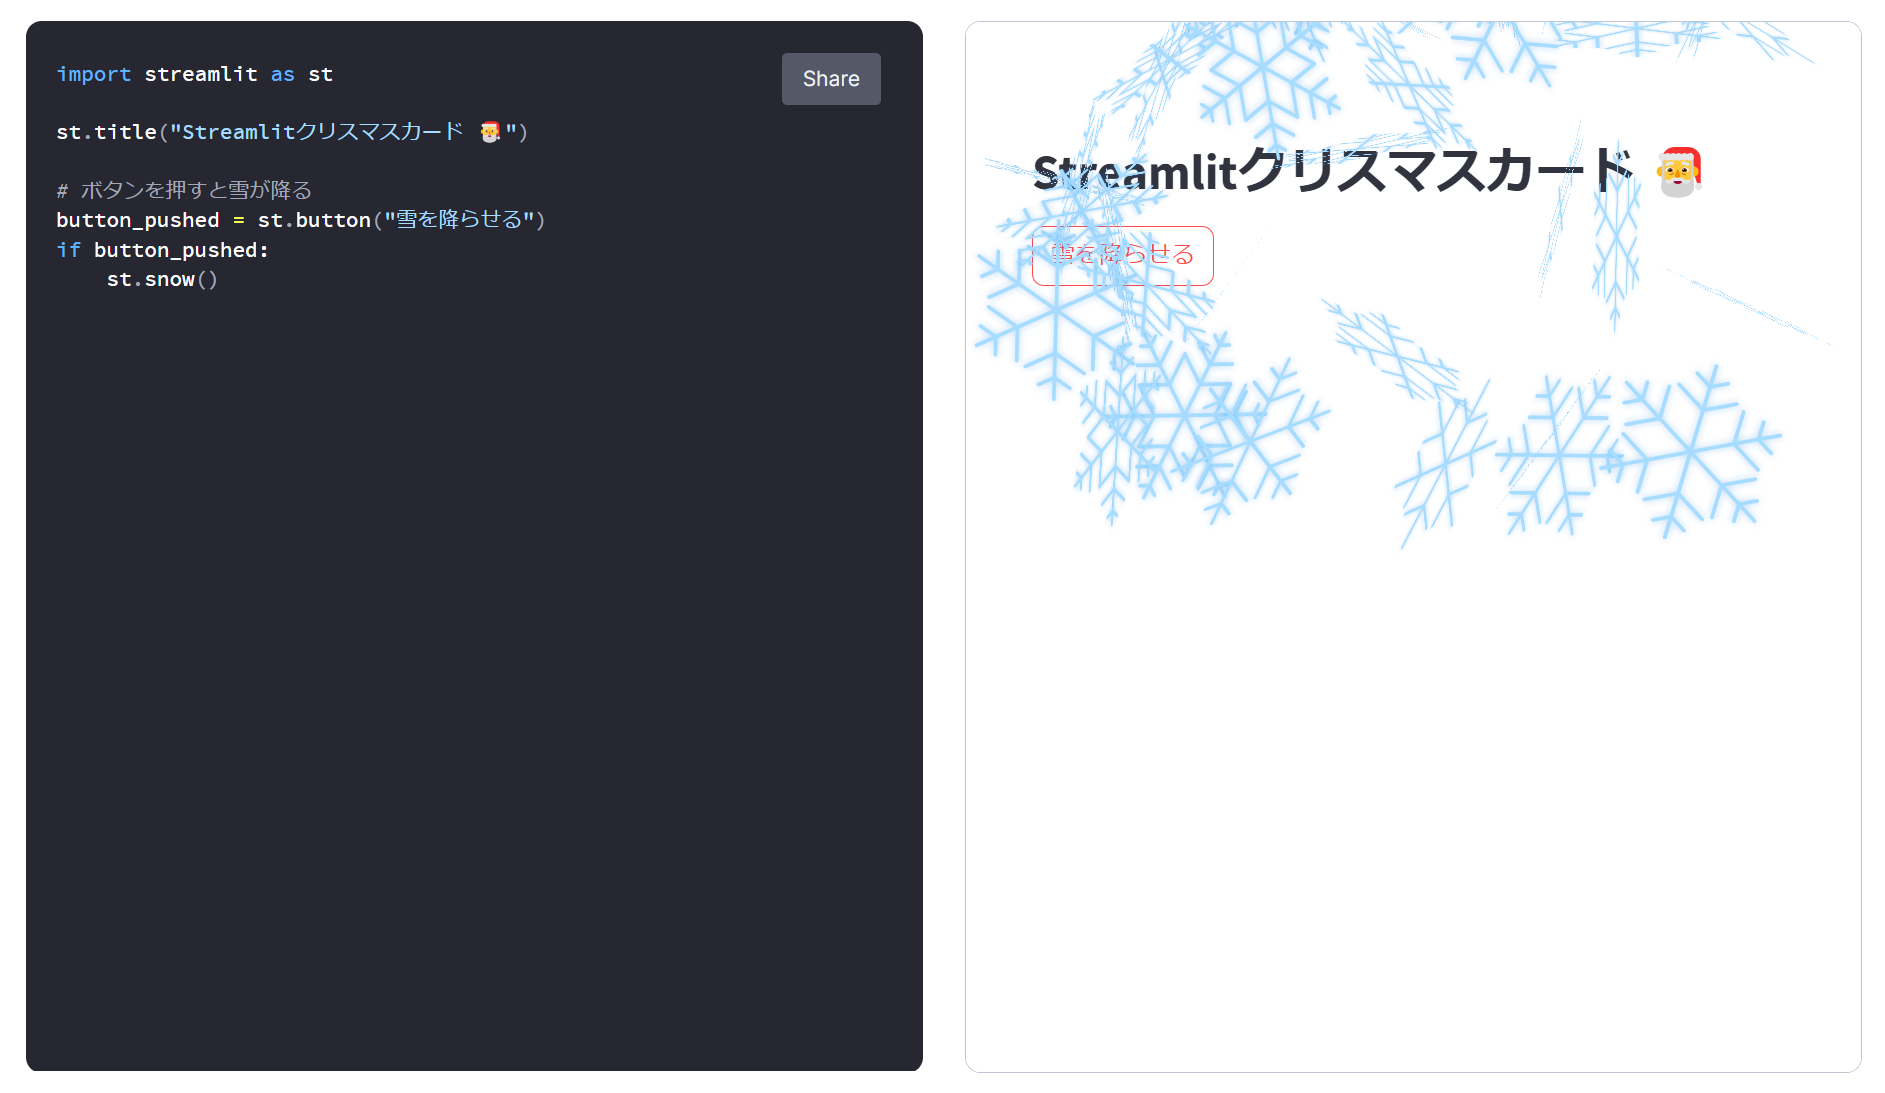 import streamlit as st
Share
st.title("Streamlitクリスマスカード 🎅")
# ボタンを押すと雪が降る
button_pushed = st.button("雪を降らせる")
if button_pushed:
    st.snow()
Streamlitクリスマスカード 🎅
雪を降らせる